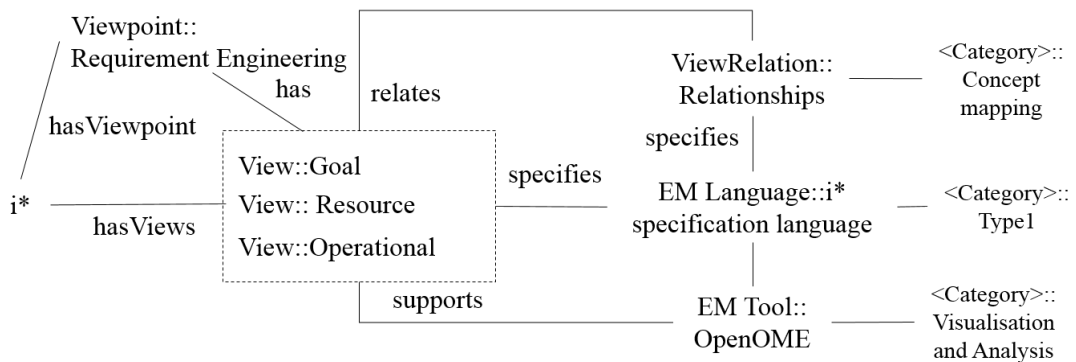 Viewpoint::
Requirement Engineering
has
relates
ViewRelation::
Relationships
<Category>::
Concept
mapping
hasViewpoint
specifies
View::Goal
specifies
i*
View:: Resource
EM Language::i*
specification language
<Category>::
Type1
hasViews
View::Operational
supports
EM Tool::
OpenOME
<Category>::
Visualisation
and Analysis